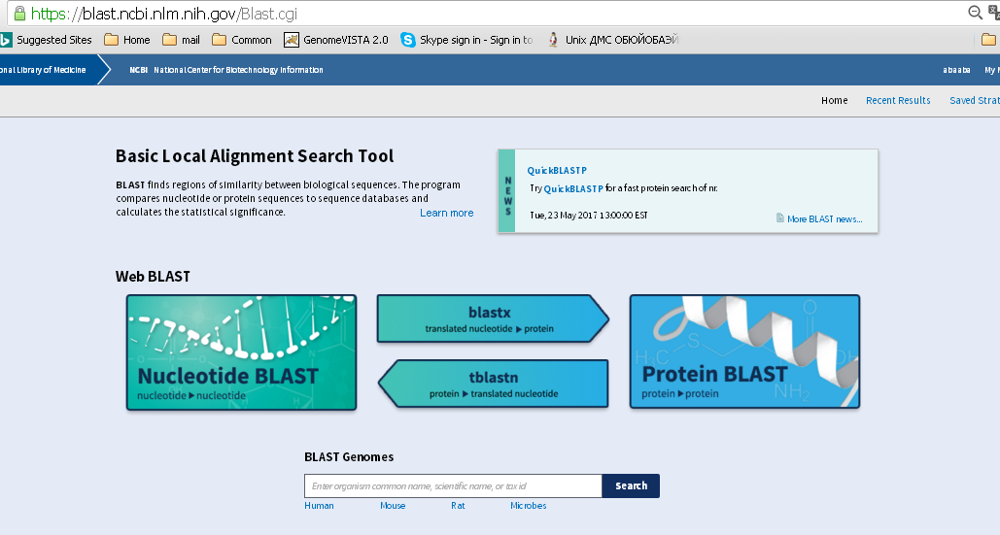 https://blast.ncbi.nlm.nih.gov/Blast.cgi
Suggested Sites Home mail Common GenomeVISTA 2.0 Skype sign in - Sign in to Unix ДМС ОБЮЙОБАЭЙ
onal Library of Medicine NCBI National Center for Biotechnology Information abaaba My N
Home Recent Results Saved Strat
Basic Local Alignment Search Tool
BLAST finds regions of similarity between biological sequences. The program
compares nucleotide or protein sequences to sequence databases and
calculates the statistical significance.
Learn more
NEWS
QuickBLASTP
Try QuickBLASTP for a fast protein search of nr.
Tue, 23 May 2017 13:00:00 EST
More BLAST news...
Web BLAST
Nucleotide BLAST
nucleotide ▶ nucleotide
blastx
translated nucleotide ▶ protein
tblastn
protein ▶ translated nucleotide
Protein BLAST
protein ▶ protein
BLAST Genomes
Enter organism common name, scientific name, or tax id
Search
Human Mouse Rat Microbes